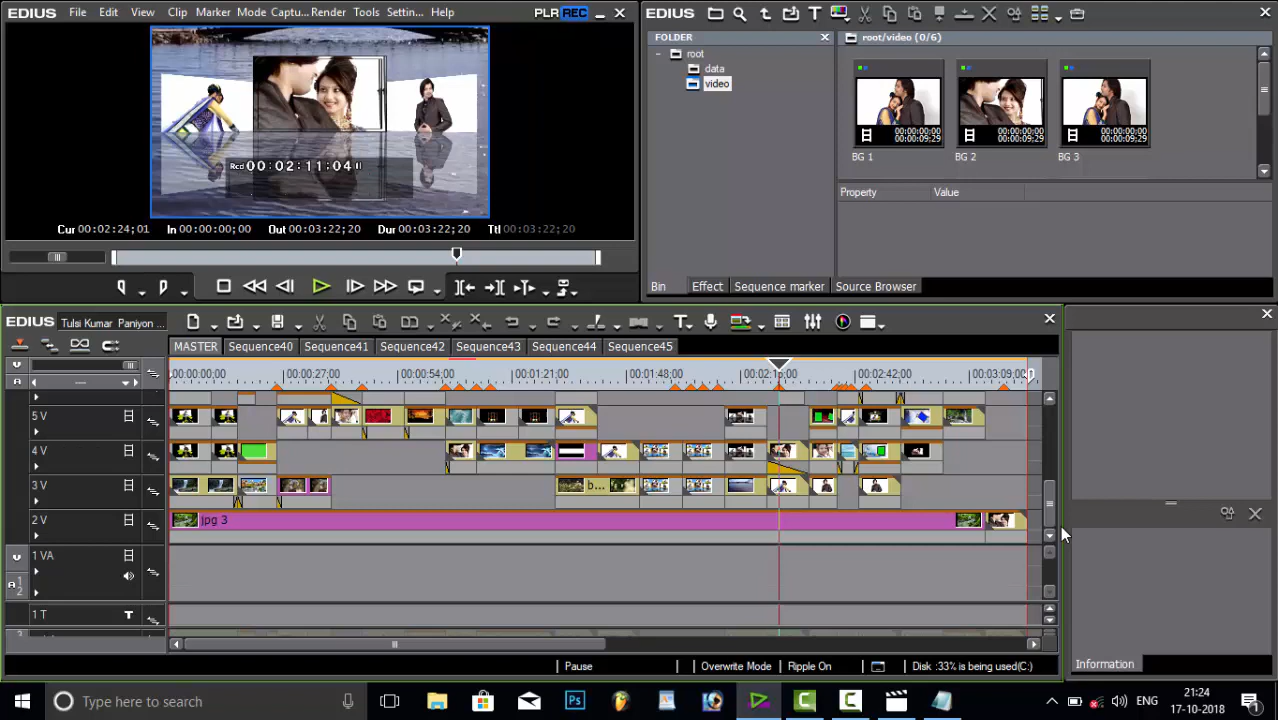 File Edit View Clip Marker Mode Captu... Render Tools Settin... Help PLR REC
Rcd 00:02:11:04
Cur 00:02:24;01 In 00:00:00;00 Out 00:03:22;20 Dur 00:03:22;20 Ttl 00:03:22;20
EDIUS
FOLDER
root
data
video
root/video (0/6)
00:00:00;00
00:00:09;29
BG 1
00:00:00;00
00:00:09;29
BG 2
00:00:00;00
00:00:09;29
BG 3
Property Value
Bin Effect Sequence marker Source Browser
EDIUS Tulsi Kumar Paniyon ...
MASTER Sequence40 Sequence41 Sequence42 Sequence43 Sequence44 Sequence45
00:00:00;00 00:00:27;00 00:00:54;00 00:01:21;00 00:01:48;00 00:02:15;00 00:02:42;00 00:03:09;00
5 V
4 V
3 V b...
2 V jpg 3
1 VA
1
2
1 T
Pause Overwrite Mode Ripple On Disk :33% is being used(C:)
Information
Type here to search
ENG
21:24
17-10-2018